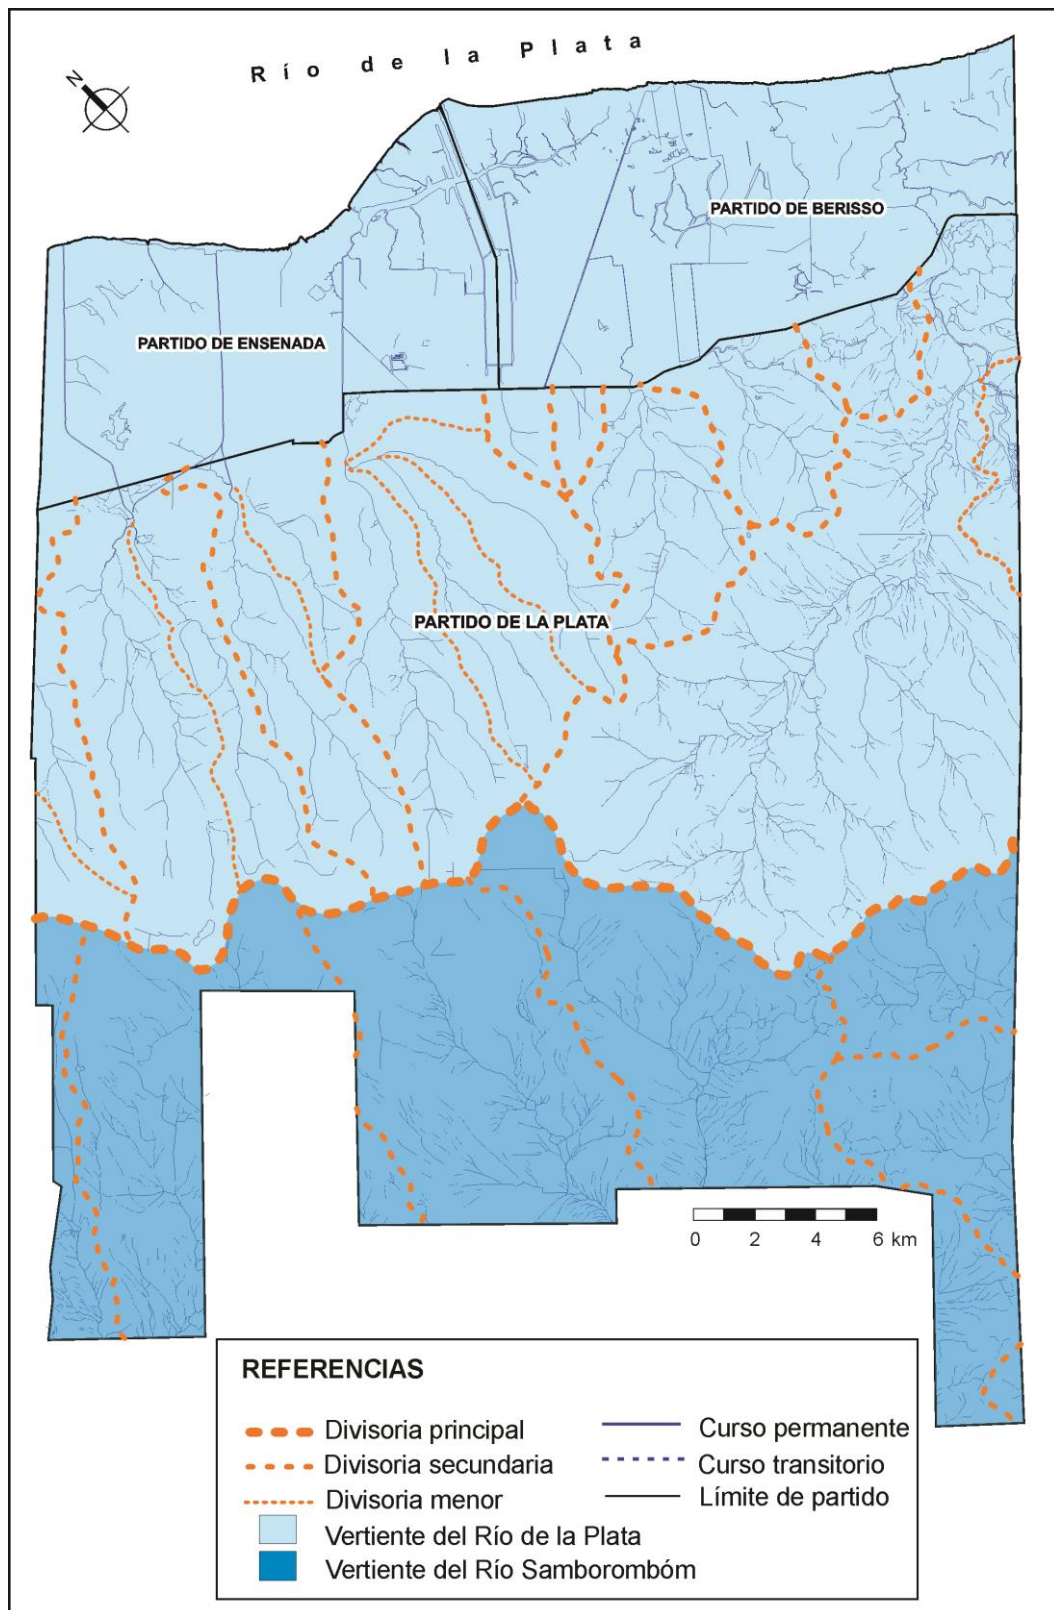 Río de la Plata
N
PARTIDO DE BERISSO
PARTIDO DE ENSENADA
PARTIDO DE LA PLATA
0 2 4 6 km
REFERENCIAS
Divisoria principal
Curso permanente
Divisoria secundaria
Curso transitorio
Divisoria menor
Límite de partido
Vertiente del Río de la Plata
Vertiente del Río Samborombóm